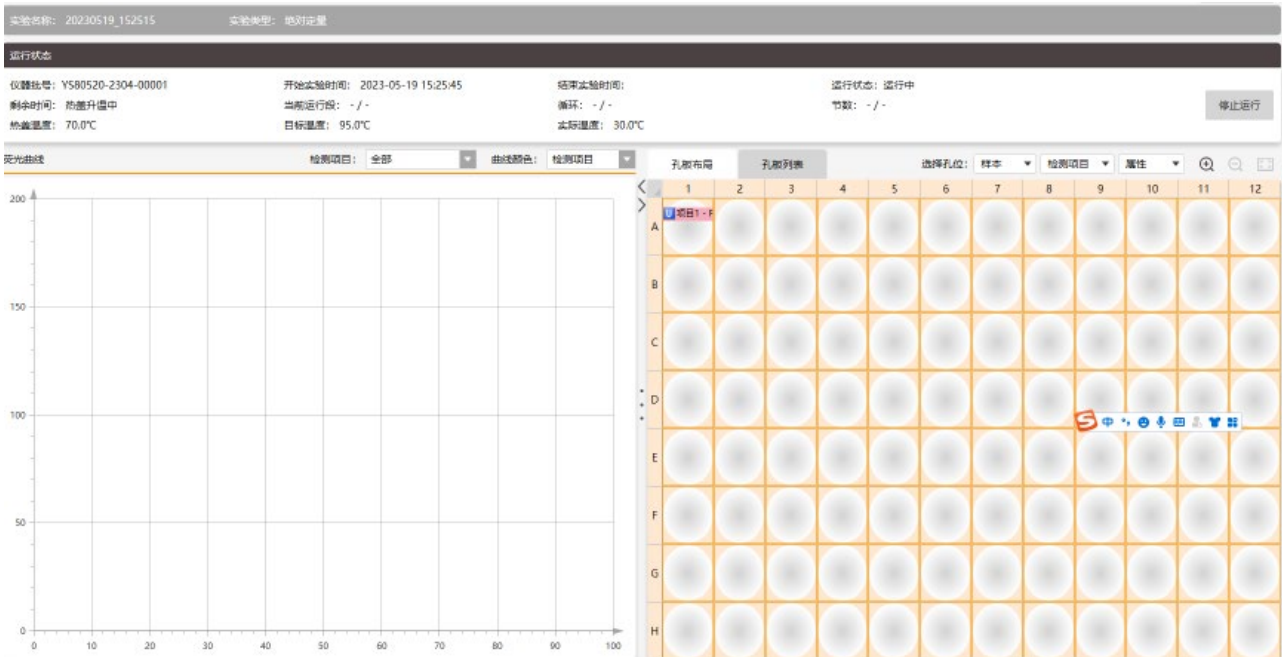 实验名称: 20230519_152515 实验类型: 绝对定量
运行状态
仪器批号: YS80520-2304-00001 开始实验时间: 2023-05-19 15:25:45 结束实验时间: 运行状态: 运行中
剩余时间: 热盖升温中 当前运行段: - / - 循环: - / - 节数: - / -
热盖温度: 70.0℃ 目标温度: 95.0℃ 实际温度: 30.0℃
停止运行
荧光曲线 检测项目: 全部 曲线颜色: 检测项目
孔板布局 孔板列表 选择孔位: 样本 检测项目 属性
200
150
100
50
0
0 10 20 30 40 50 60 70 80 90 100
1 2 3 4 5 6 7 8 9 10 11 12
A U 项目1 - F
B
C
D
中
E
F
G
H